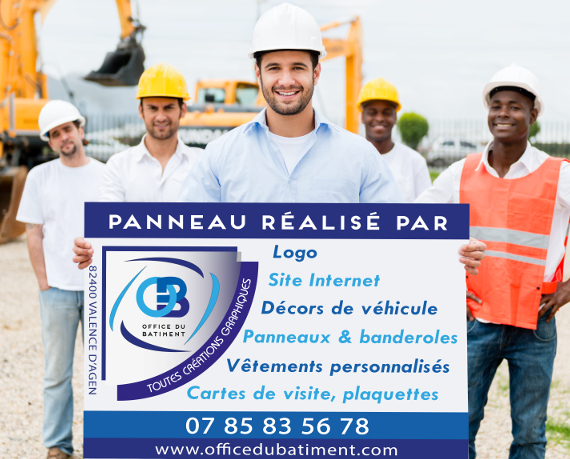 PANNEAU RÉALISÉ PAR
82400 VALENCE D'AGEN
OB
OFFICE DU
BATIMENT
TOUTES CRÉATIONS GRAPHIQUES
Logo
Site Internet
Décors de véhicule
Panneaux & banderoles
Vêtements personnalisés
Cartes de visite, plaquettes
07 85 83 56 78
www.officedubatiment.com